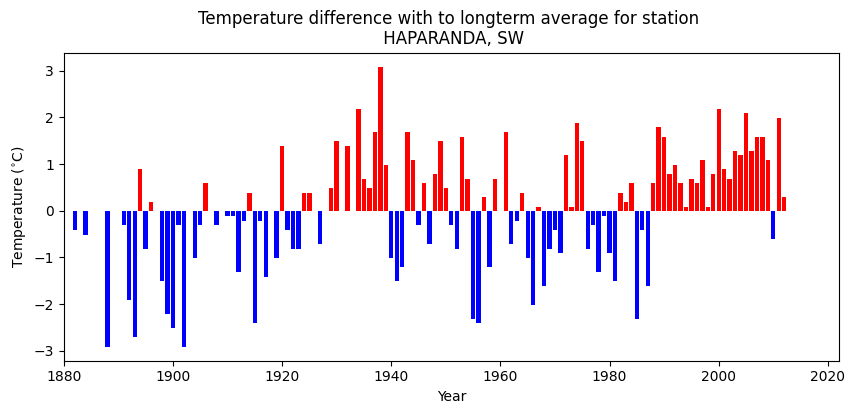 Temperature difference with to longterm average for station
HAPARANDA, SW
3
2
1
0
−1
−2
−3
Temperature (°C)
1880 1900 1920 1940 1960 1980 2000 2020
Year